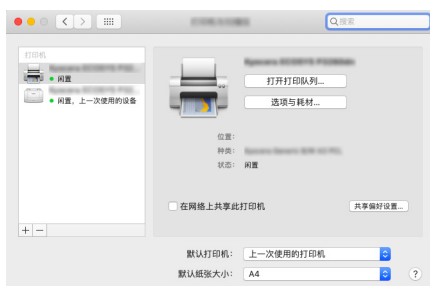 搜索
打印机
闲置
闲置，上一次使用的设备
打开打印队列...
选项与耗材...
位置：
种类：
状态： 闲置
在网络上共享此打印机
共享偏好设置...
+ −
默认打印机： 上一次使用的打印机
默认纸张大小： A4
?